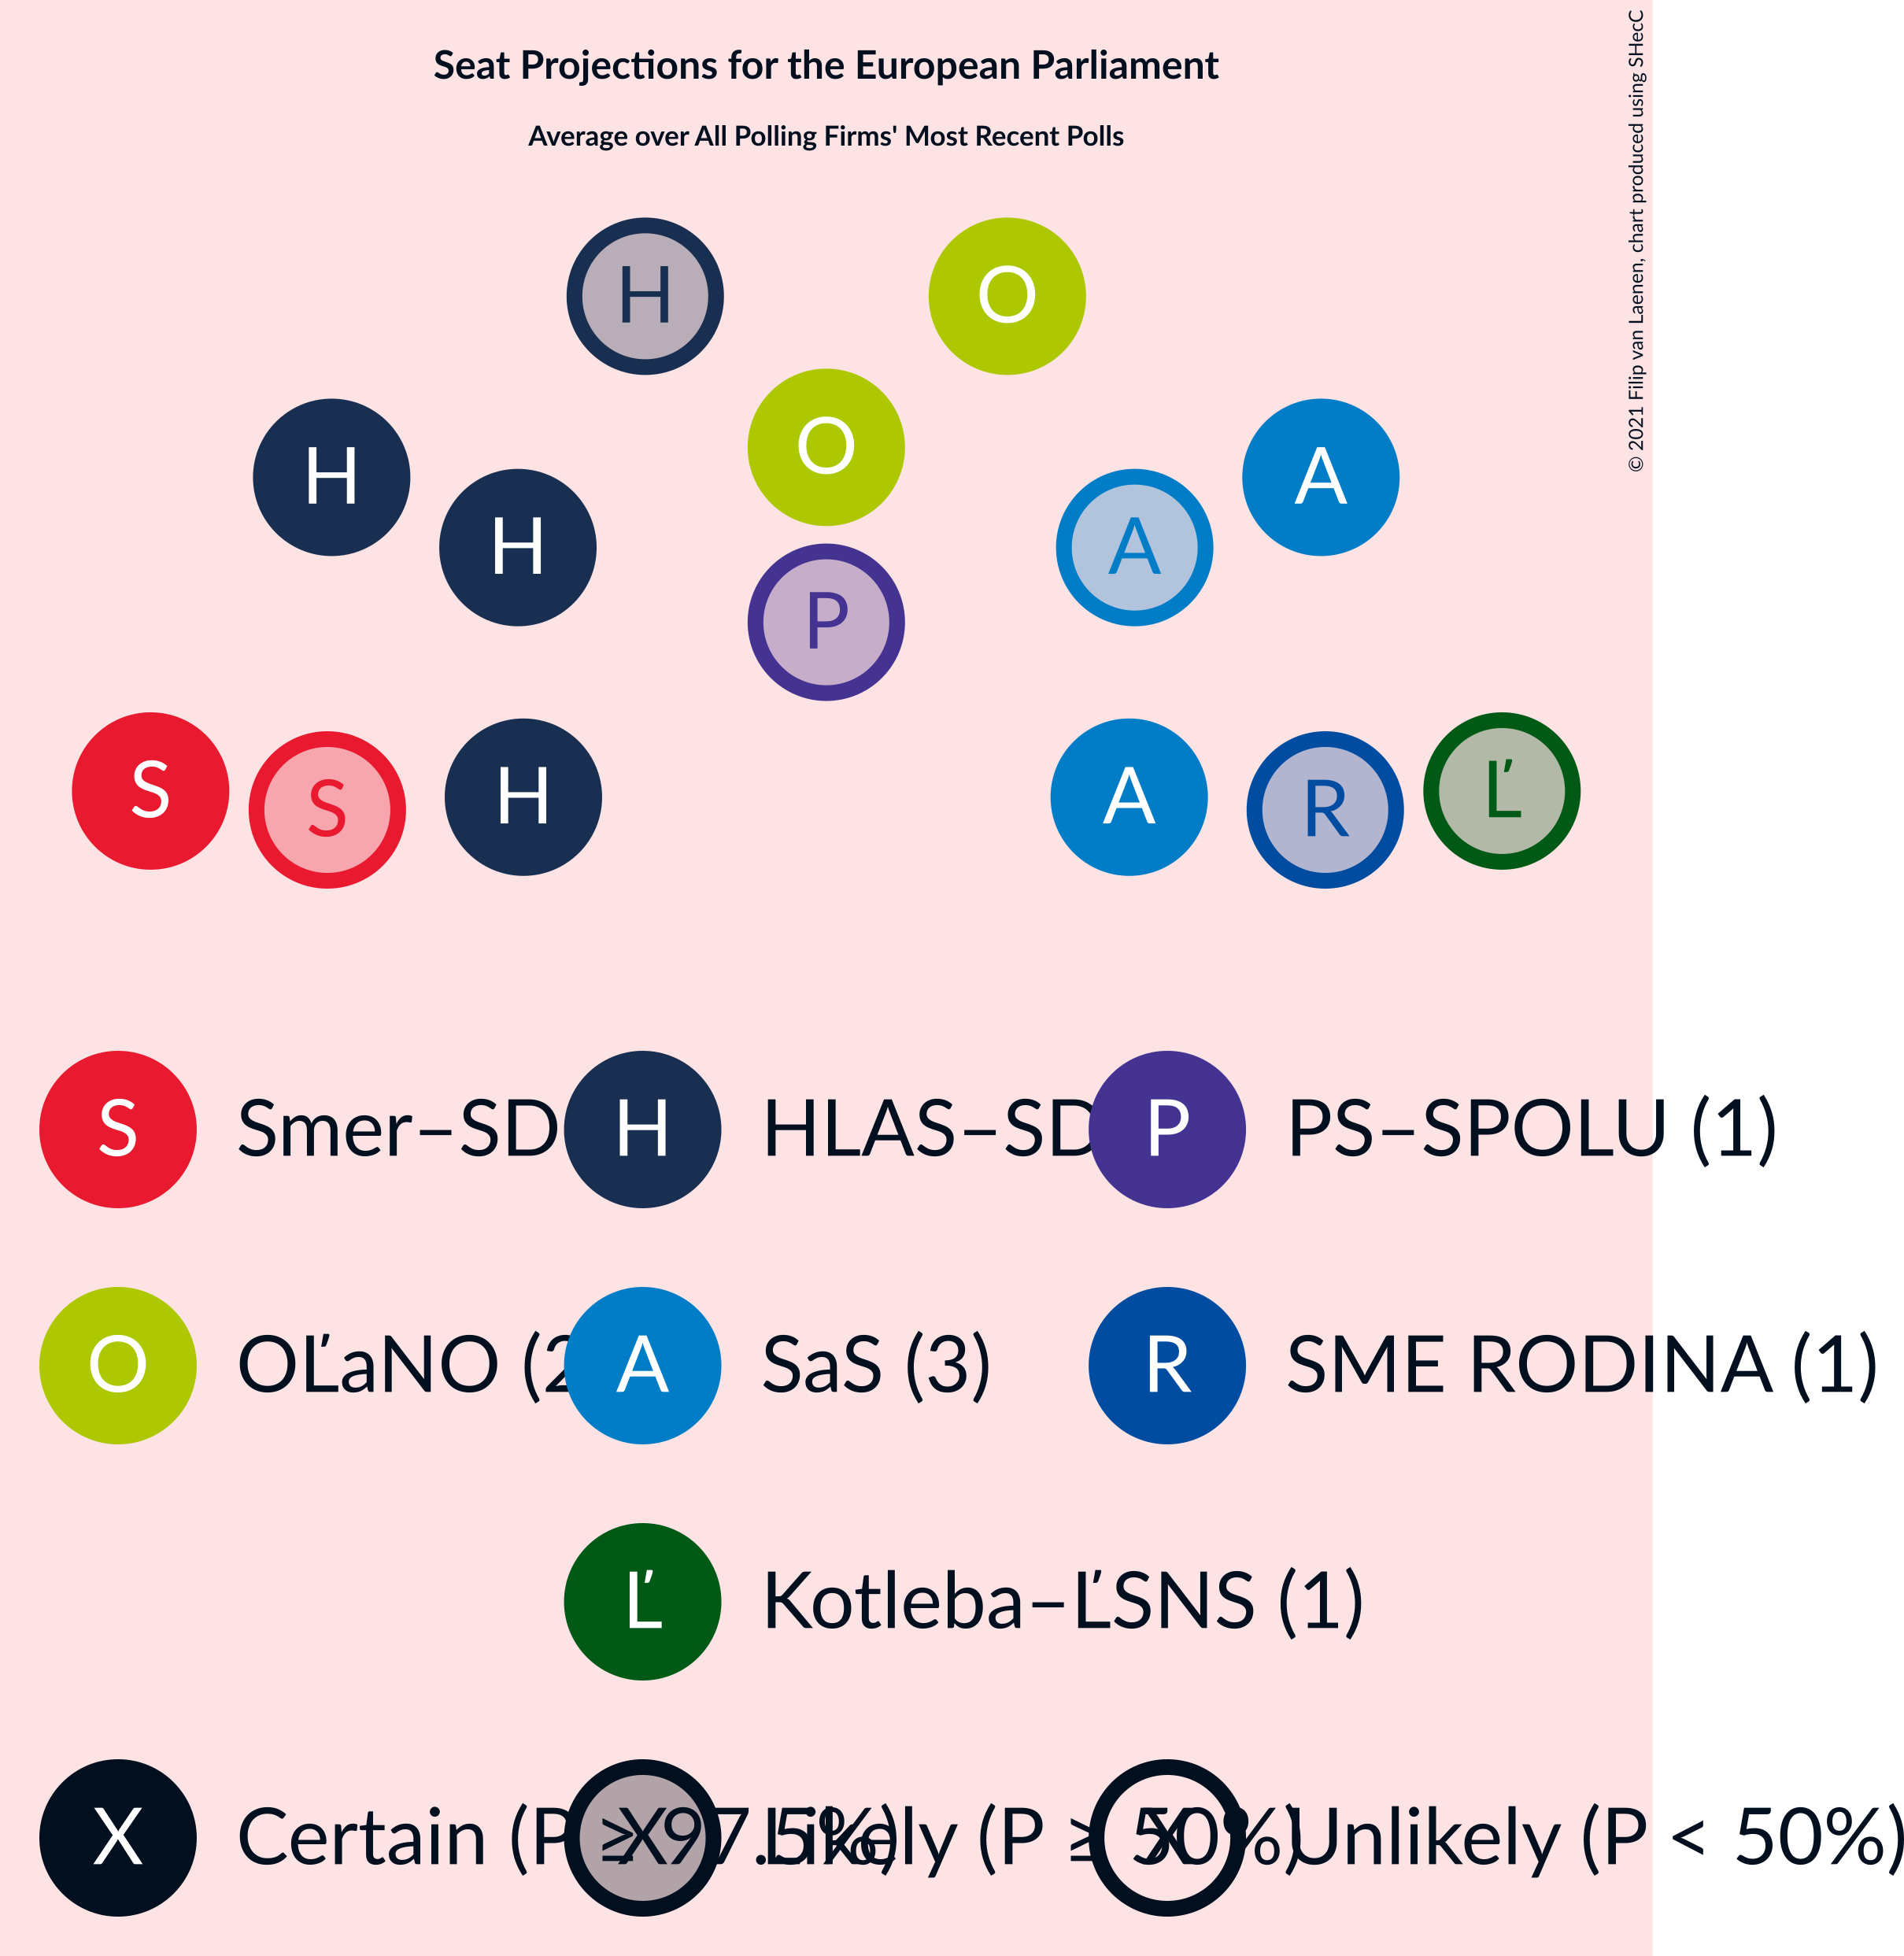 Seat Projections for the European Parliament
Average over All Polling Firms' Most Recent Polls
© 2021 Filip van Laenen, chart produced using SHecC
H O
O
H A
H A
P
S Ľ
S H A R
S Smer–SD H HLAS–SD P PS–SPOLU (1)
O OĽaNO (2 A SaS (3) R SME RODINA (1)
Ľ Kotleba–ĽSNS (1)
X Certain (P ≥ 97.5%) X Likely (P ≥ 50%) X Unlikely (P < 50%)